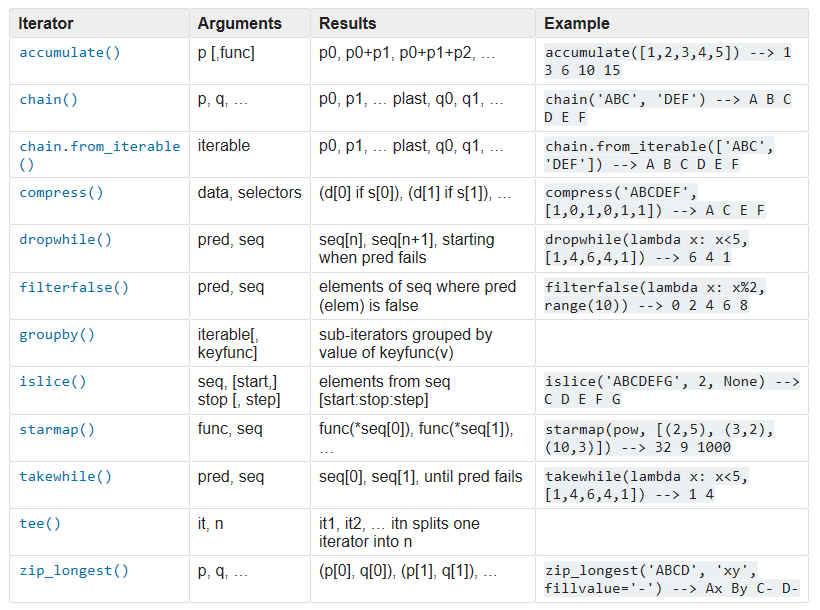 Iterator Arguments Results Example
accumulate() p [,func] p0, p0+p1, p0+p1+p2, … accumulate([1,2,3,4,5]) --> 1
3 6 10 15
chain() p, q, … p0, p1, … plast, q0, q1, … chain('ABC', 'DEF') --> A B C
D E F
chain.from_iterable iterable p0, p1, … plast, q0, q1, … chain.from_iterable(['ABC',
() 'DEF']) --> A B C D E F
compress() data, selectors (d[0] if s[0]), (d[1] if s[1]), … compress('ABCDEF',
[1,0,1,0,1,1]) --> A C E F
dropwhile() pred, seq seq[n], seq[n+1], starting dropwhile(lambda x: x<5,
when pred fails [1,4,6,4,1]) --> 6 4 1
filterfalse() pred, seq elements of seq where pred filterfalse(lambda x: x%2,
(elem) is false range(10)) --> 0 2 4 6 8
groupby() iterable[, sub-iterators grouped by
keyfunc] value of keyfunc(v)
islice() seq, [start,] elements from seq islice('ABCDEFG', 2, None) -->
stop [, step] [start:stop:step] C D E F G
starmap() func, seq func(*seq[0]), func(*seq[1]), starmap(pow, [(2,5), (3,2),
… (10,3)]) --> 32 9 1000
takewhile() pred, seq seq[0], seq[1], until pred fails takewhile(lambda x: x<5,
[1,4,6,4,1]) --> 1 4
tee() it, n it1, it2, … itn splits one
iterator into n
zip_longest() p, q, … (p[0], q[0]), (p[1], q[1]), … zip_longest('ABCD', 'xy',
fillvalue='-') --> Ax By C- D-